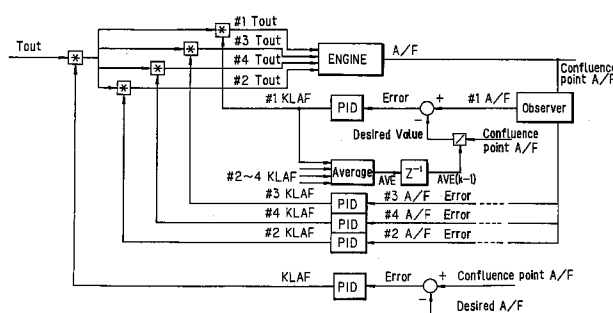 #1 Tout
#3 Tout
Tout
*
*
*
*
*
#4 Tout
#2 Tout
ENGINE
A/F
Confluence
point A/F
#1 KLAF
PID
Error
+
−
#1 A/F
Observer
Desired Value
Confluence
point A/F
#2~4 KLAF
Average
AVE
Z⁻¹
AVE(k-1)
#3 KLAF
PID
#3 A/F Error
#4 KLAF
PID
#4 A/F Error
#2 KLAF
PID
#2 A/F Error
KLAF
PID
Error
+
Confluence point A/F
−
Desired A/F